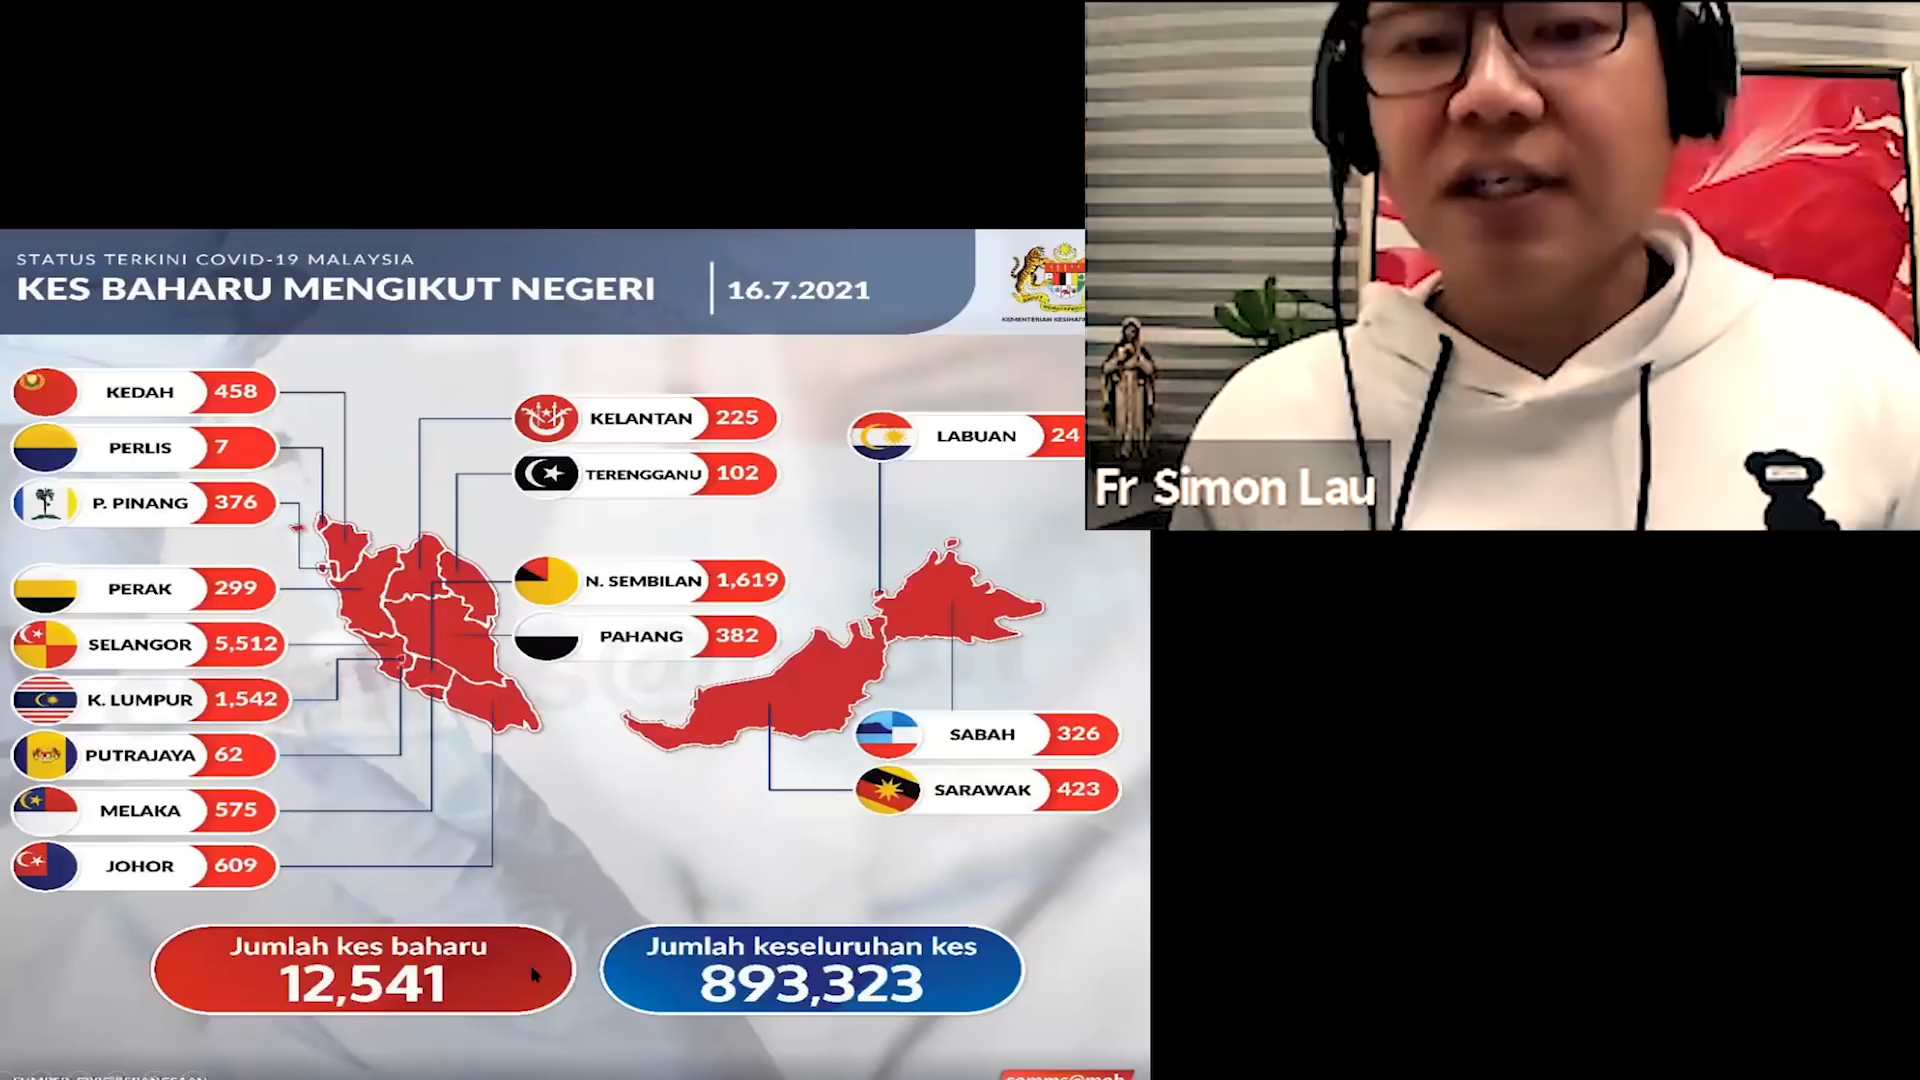 STATUS TERKINI COVID-19 MALAYSIA
KES BAHARU MENGIKUT NEGERI
16.7.2021
KEMENTERIAN
KEDAH 458
PERLIS 7
P. PINANG 376
PERAK 299
SELANGOR 5,512
K. LUMPUR 1,542
PUTRAJAYA 62
MELAKA 575
JOHOR 609
KELANTAN 225
TERENGGANU 102
N. SEMBILAN 1,619
PAHANG 382
LABUAN 24
SABAH 326
SARAWAK 423
Jumlah kes baharu
12,541
Jumlah keseluruhan kes
893,323
Fr Simon Lau